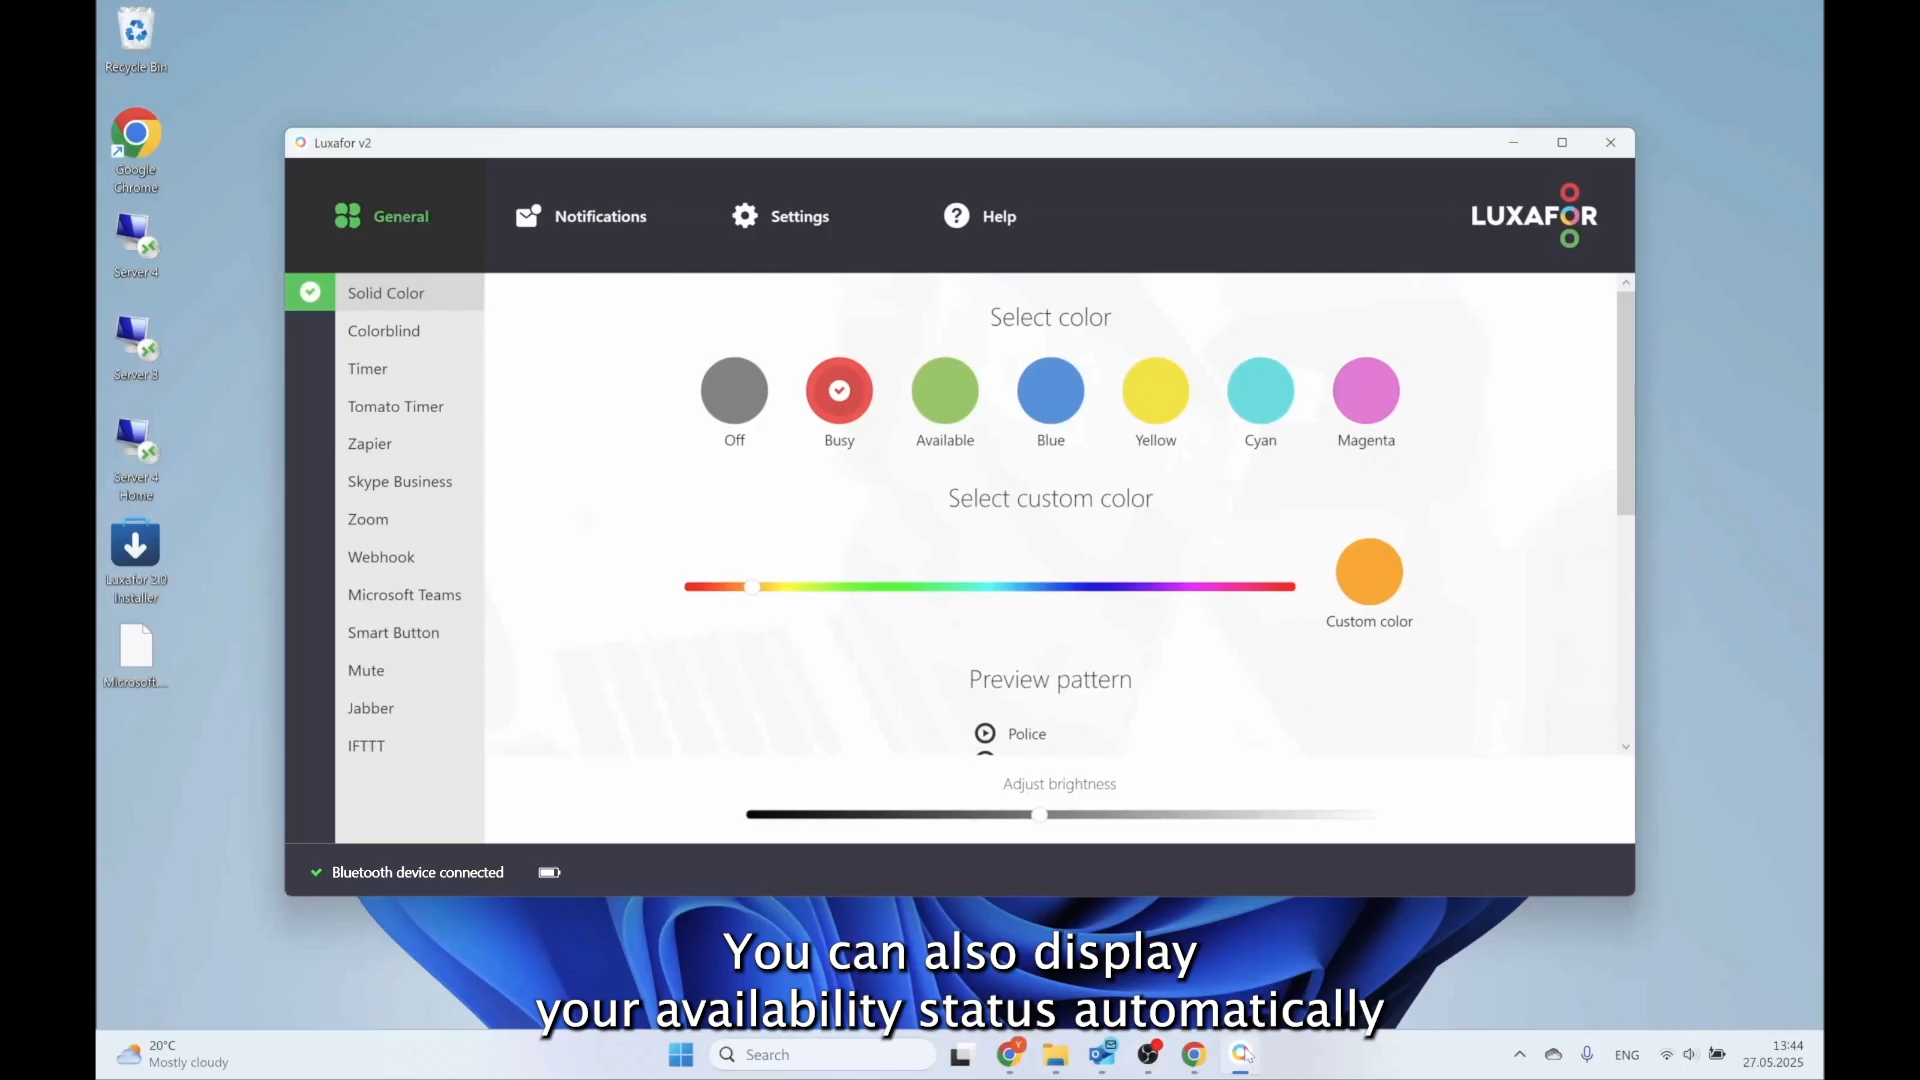 Recycle Bin
Google
Chrome
Server 4
Server 3
Server 4
Home
Luxafor 2.0
Installer
Microsoft....
Luxafor v2
General
Notifications
Settings
Help
LUXAFOR
Solid Color
Colorblind
Timer
Tomato Timer
Zapier
Skype Business
Zoom
Webhook
Microsoft Teams
Smart Button
Mute
Jabber
IFTTT
Select color
Off
Busy
Available
Blue
Yellow
Cyan
Magenta
Select custom color
Custom color
Preview pattern
Police
Adjust brightness
Bluetooth device connected
You can also display
your availability status automatically
20°C
Mostly cloudy
Search
ENG
13:44
27.05.2025